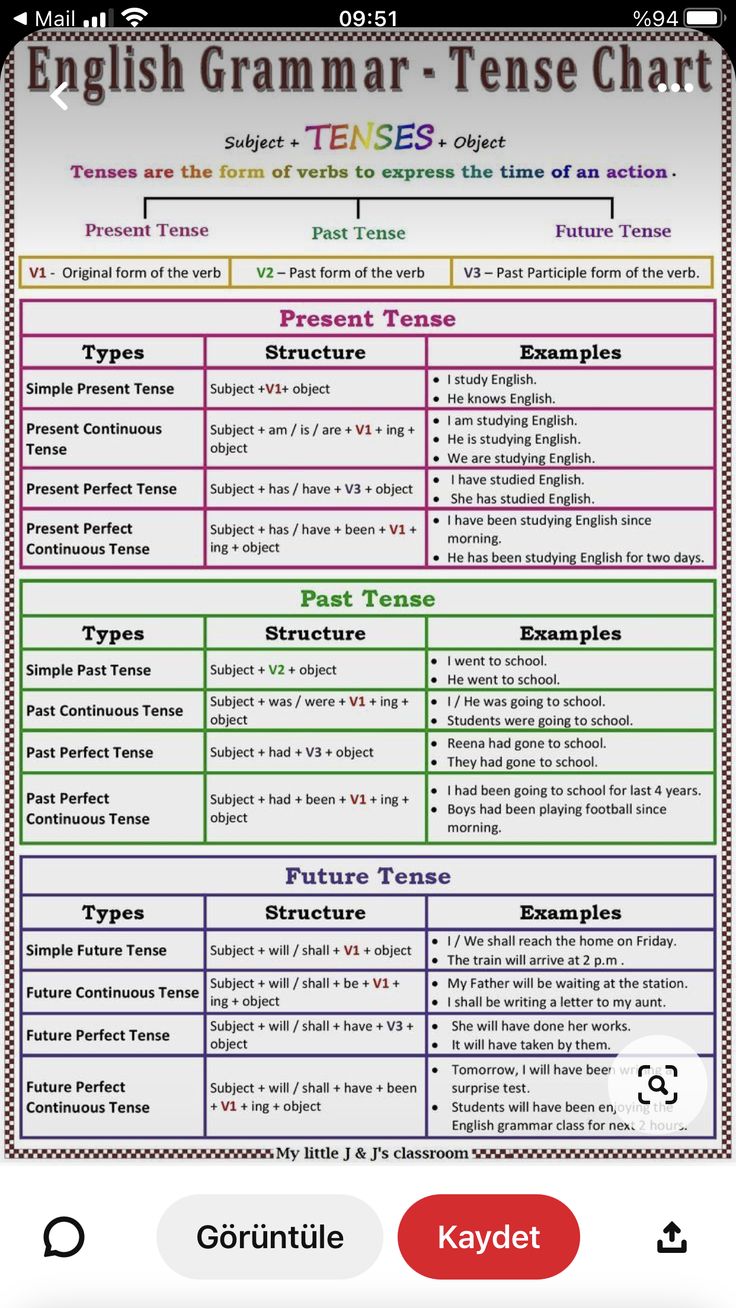 Mail
09:51
%94
English Grammar - Tense Chart
Subject + TENSES + Object
Tenses are the form of verbs to express the time of an action.
Present Tense Past Tense Future Tense
V1 - Original form of the verb V2 – Past form of the verb V3 – Past Participle form of the verb.
Present Tense
Types Structure Examples
Simple Present Tense Subject +V1+ object
• I study English.
• He knows English.
Present Continuous
Tense
Subject + am / is / are + V1 + ing +
object
• I am studying English.
• He is studying English.
• We are studying English.
Present Perfect Tense Subject + has / have + V3 + object
• I have studied English.
• She has studied English.
Present Perfect
Continuous Tense
Subject + has / have + been + V1 +
ing + object
• I have been studying English since
morning.
• He has been studying English for two days.
Past Tense
Types Structure Examples
Simple Past Tense Subject + V2 + object
• I went to school.
• He went to school.
Past Continuous Tense
Subject + was / were + V1 + ing +
object
• I / He was going to school.
• Students were going to school.
Past Perfect Tense Subject + had + V3 + object
• Reena had gone to school.
• They had gone to school.
Past Perfect
Continuous Tense
Subject + had + been + V1 + ing +
object
• I had been going to school for last 4 years.
• Boys had been playing football since
morning.
Future Tense
Types Structure Examples
Simple Future Tense Subject + will / shall + V1 + object
• I / We shall reach the home on Friday.
• The train will arrive at 2 p.m .
Future Continuous Tense
Subject + will / shall + be + V1 +
ing + object
• My Father will be waiting at the station.
• I shall be writing a letter to my aunt.
Future Perfect Tense
Subject + will / shall + have + V3 +
object
• She will have done her works.
• It will have taken by them.
Future Perfect
Continuous Tense
Subject + will / shall + have + been
+ V1 + ing + object
• Tomorrow, I will have been writing a
surprise test.
• Students will have been enjoying the
English grammar class for next 2 hours.
My little J & J's classroom
Görüntüle
Kaydet